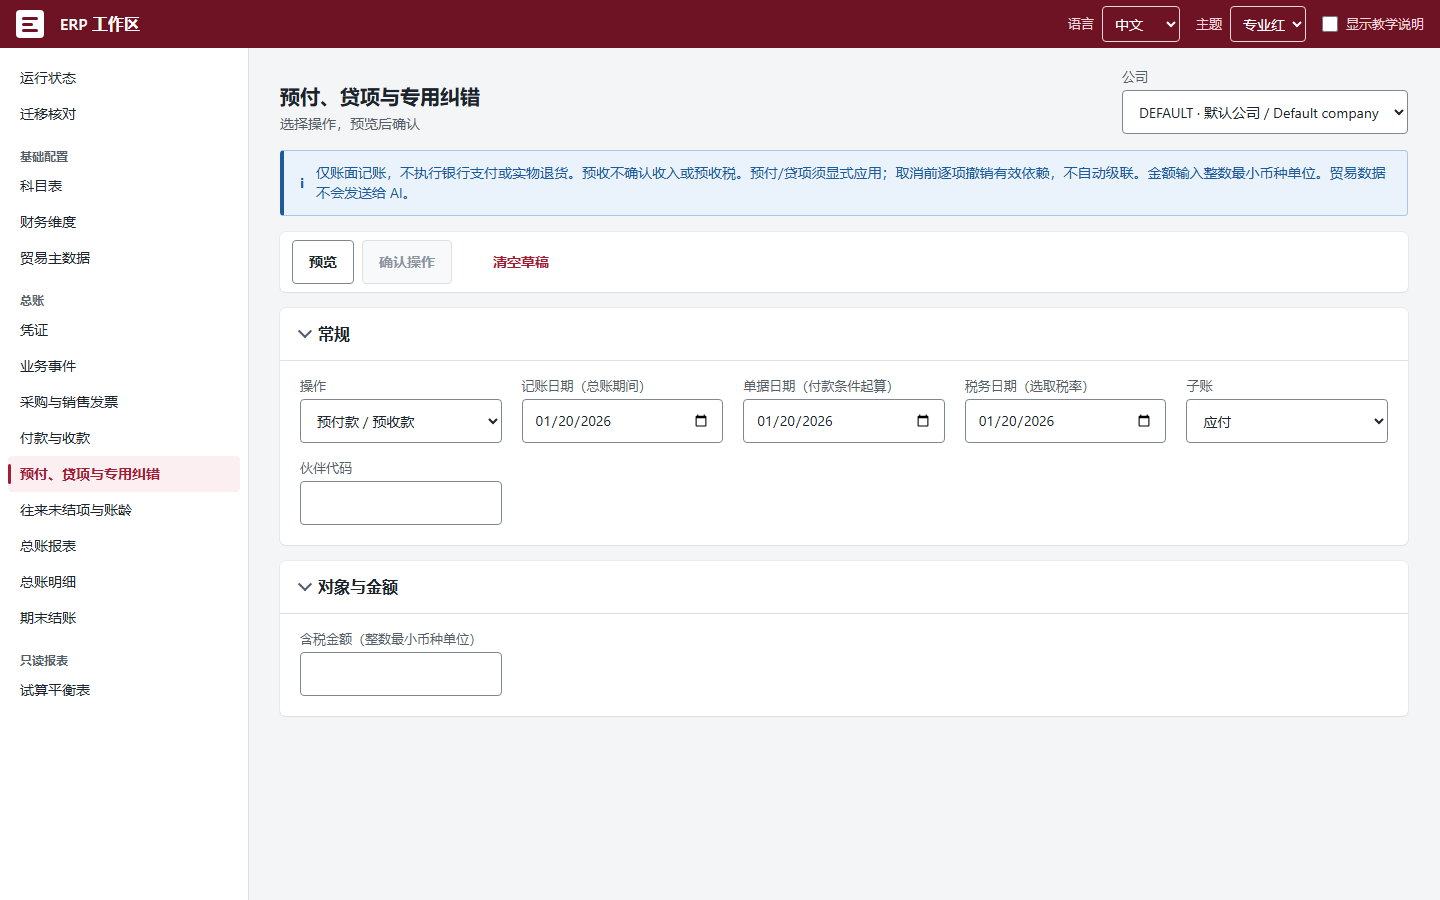 ERP 工作区
语言 中文 主题 专业红 显示教学说明
运行状态
迁移核对
基础配置
科目表
财务维度
贸易主数据
总账
凭证
业务事件
采购与销售发票
付款与收款
预付、贷项与专用纠错
往来未结项与账龄
总账报表
总账明细
期末结账
只读报表
试算平衡表
预付、贷项与专用纠错
选择操作，预览后确认
公司
DEFAULT · 默认公司 / Default company
仅账面记账，不执行银行支付或实物退货。预收不确认收入或预收税。预付/贷项须显式应用；取消前逐项撤销有效依赖，不自动级联。金额输入整数最小币种单位。贸易数据
不会发送给 AI。
预览 确认操作 清空草稿
常规
操作 记账日期（总账期间） 单据日期（付款条件起算） 税务日期（选取税率） 子账
预付款 / 预收款 01/20/2026 01/20/2026 01/20/2026 应付
伙伴代码
对象与金额
含税金额（整数最小币种单位）